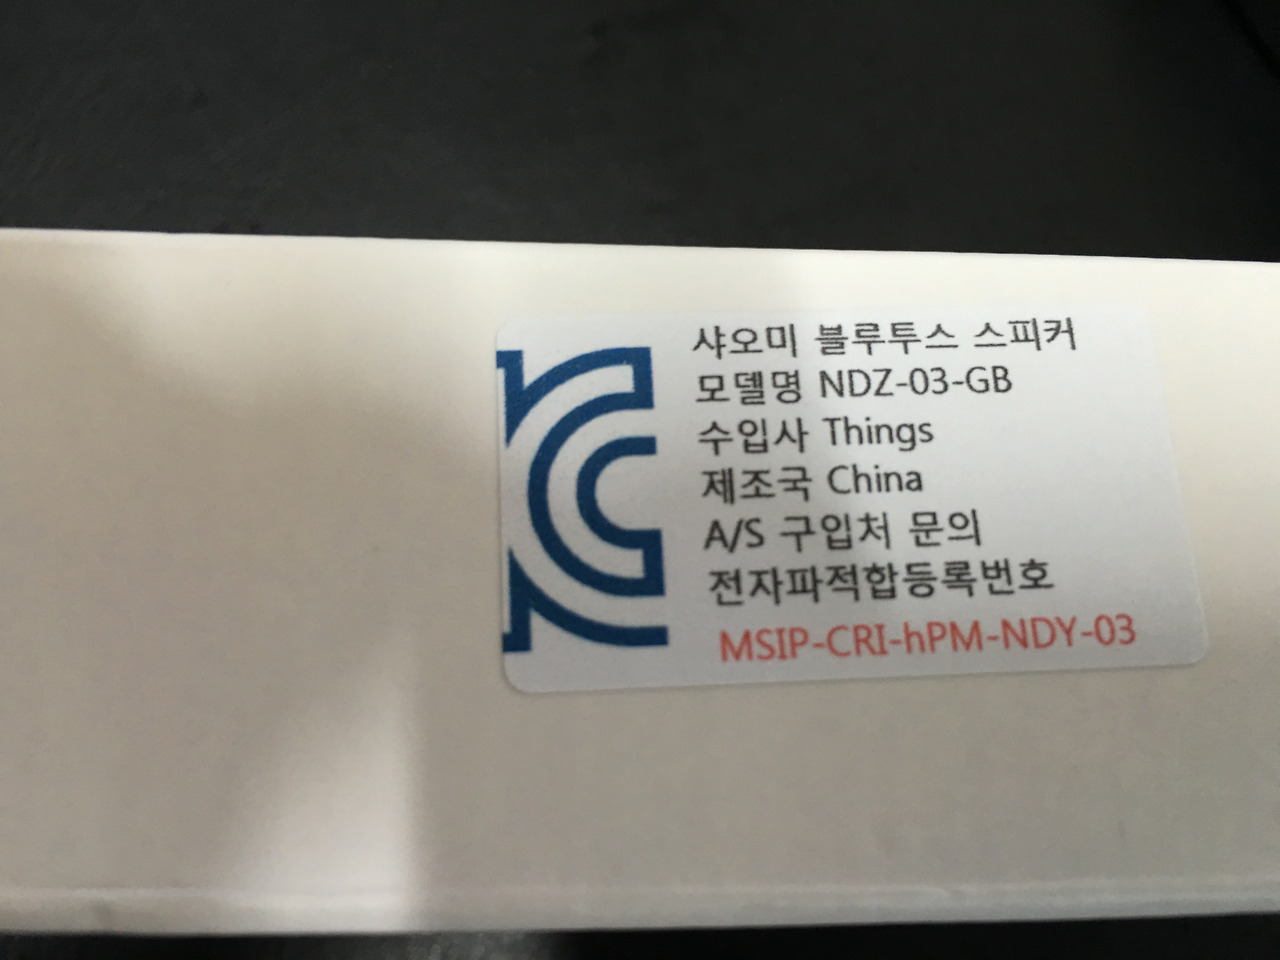 샤오미 블루투스 스피커
모델명 NDZ-03-GB
수입사 Things
제조국 China
A/S 구입처 문의
전자파적합등록번호
MSIP-CRI-hPM-NDY-03